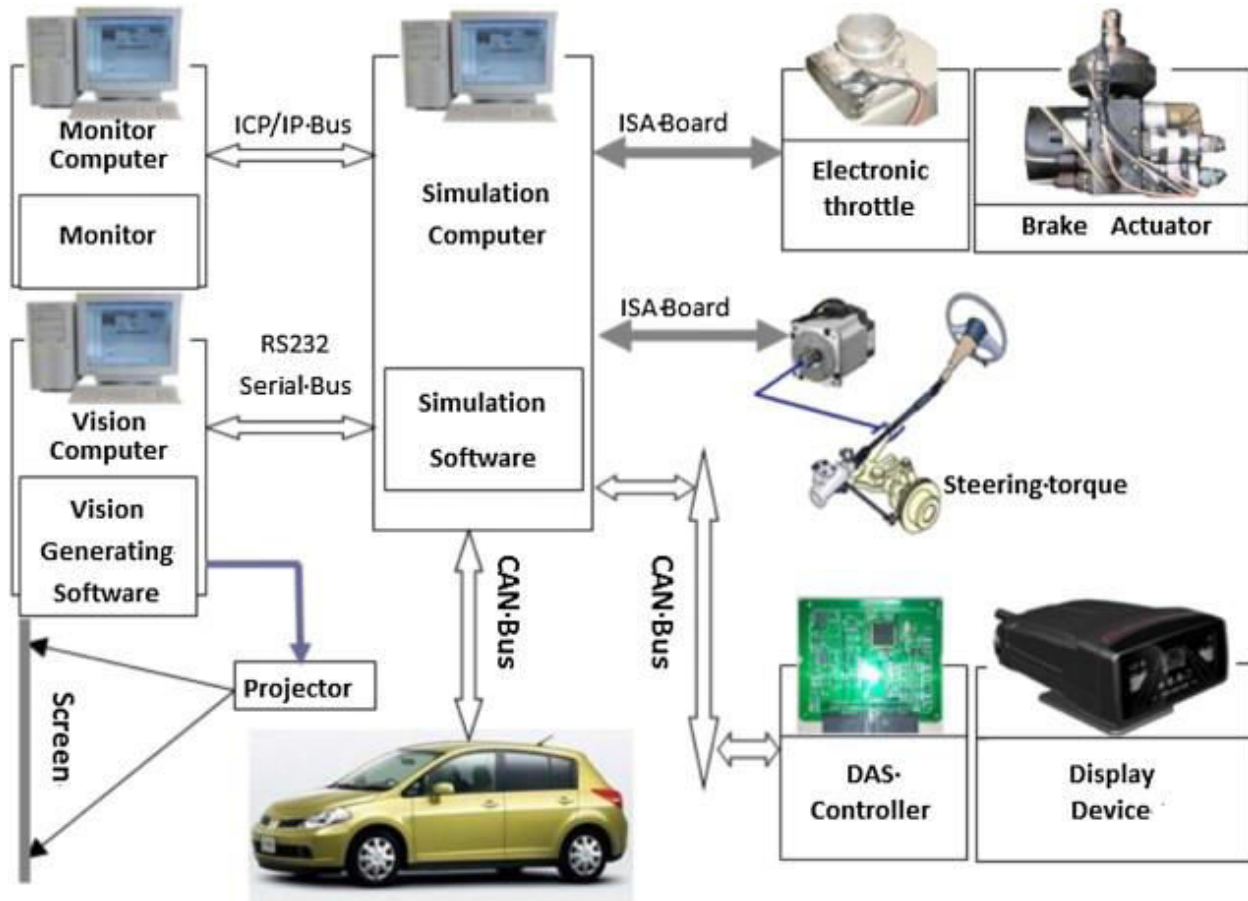 Monitor
Computer
Monitor
ICP/IP·Bus
Simulation
Computer
Simulation
Software
ISA·Board
Electronic
throttle
Brake Actuator
ISA·Board
Steering·torque
RS232
Serial·Bus
Vision
Computer
Vision
Generating
Software
Projector
Screen
CAN·Bus
CAN·Bus
DAS·
Controller
Display
Device